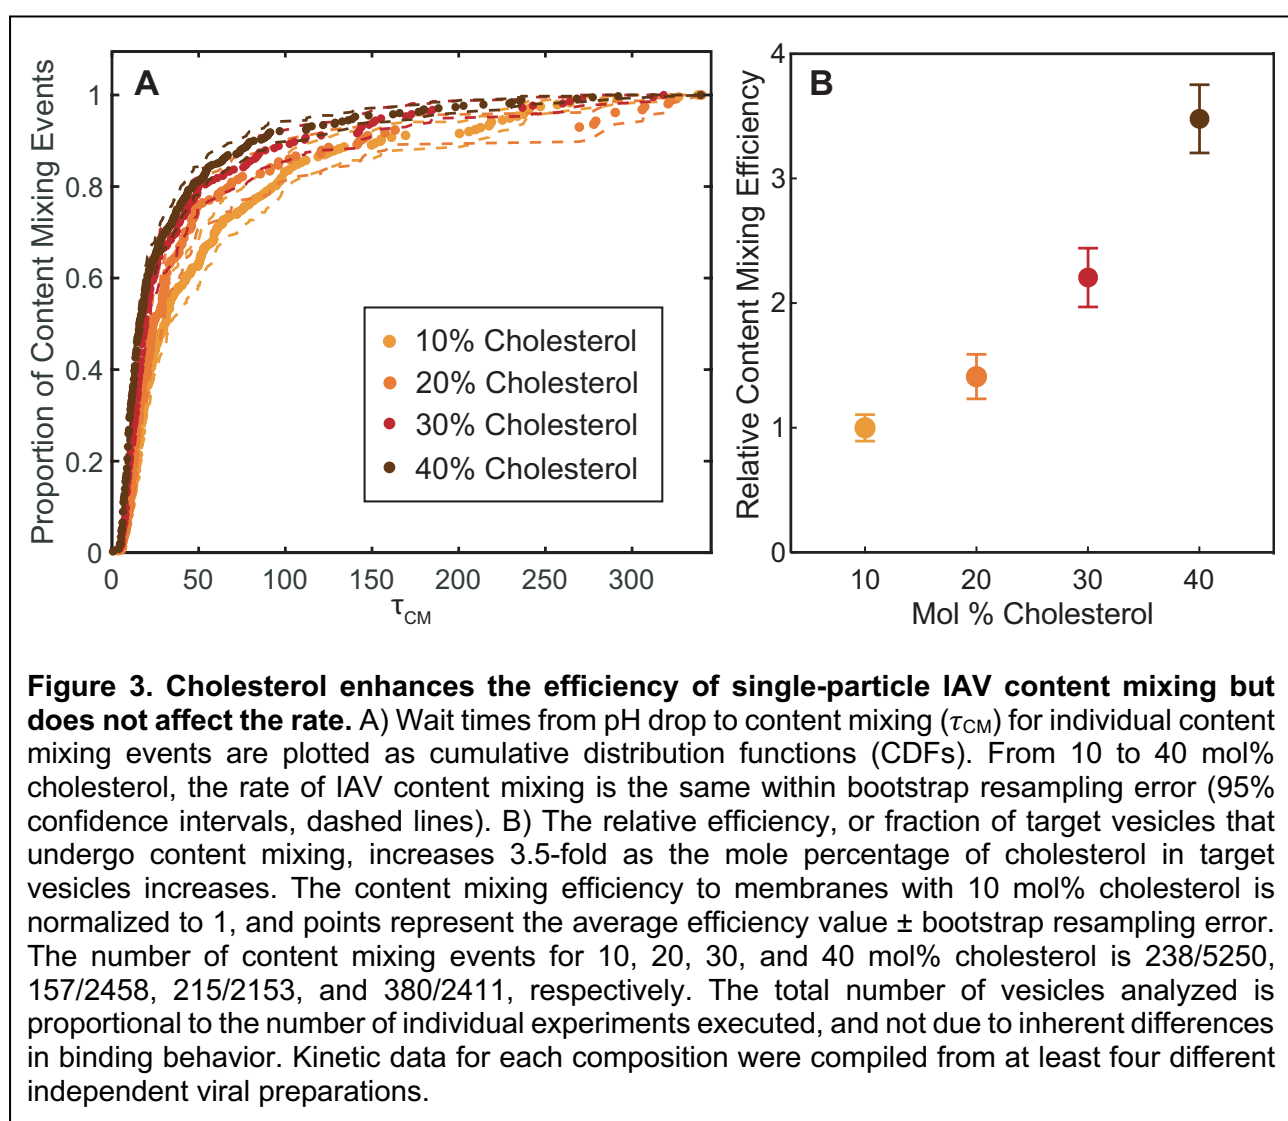 A
Proportion of Content Mixing Events
1
0.8
0.6
0.4
0.2
0
0 50 100 150 200 250 300
τCM
10% Cholesterol
20% Cholesterol
30% Cholesterol
40% Cholesterol
B
Relative Content Mixing Efficiency
4
3
2
1
0
10 20 30 40
Mol % Cholesterol
Figure 3. Cholesterol enhances the efficiency of single-particle IAV content mixing but
does not affect the rate. A) Wait times from pH drop to content mixing (τCM) for individual content
mixing events are plotted as cumulative distribution functions (CDFs). From 10 to 40 mol%
cholesterol, the rate of IAV content mixing is the same within bootstrap resampling error (95%
confidence intervals, dashed lines). B) The relative efficiency, or fraction of target vesicles that
undergo content mixing, increases 3.5-fold as the mole percentage of cholesterol in target
vesicles increases. The content mixing efficiency to membranes with 10 mol% cholesterol is
normalized to 1, and points represent the average efficiency value ± bootstrap resampling error.
The number of content mixing events for 10, 20, 30, and 40 mol% cholesterol is 238/5250,
157/2458, 215/2153, and 380/2411, respectively. The total number of vesicles analyzed is
proportional to the number of individual experiments executed, and not due to inherent differences
in binding behavior. Kinetic data for each composition were compiled from at least four different
independent viral preparations.